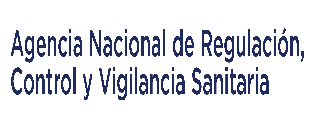 Agencia Nacional de Regulación,
Control y Vigilancia Sanitaria